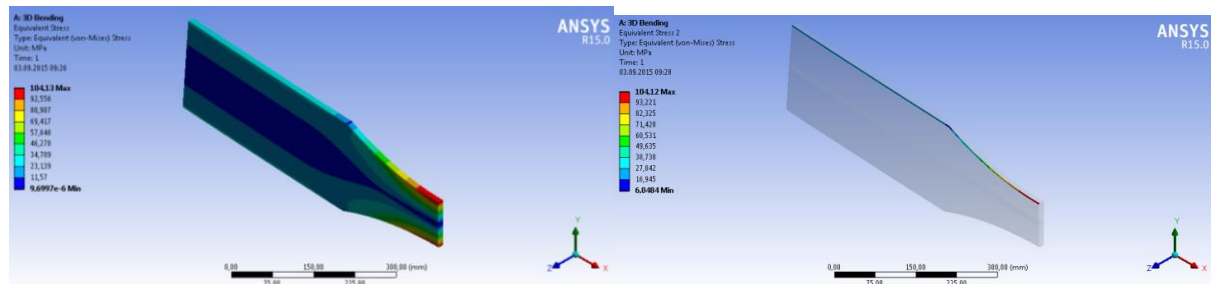 A: 3D Bending
Equivalent Stress
Type: Equivalent (von-Mises) Stress
Unit: MPa
Time: 1
03.09.2015 09:26
104,13 Max
92,556
80,987
69,417
57,848
46,278
34,709
23,139
11,57
9,6997e-6 Min
ANSYS
R15.0
Y
Z
X
0,00
150,00
300,00 (mm)
75,00
225,00
A: 3D Bending
Equivalent Stress 2
Type: Equivalent (von-Mises) Stress
Unit: MPa
Time: 1
03.09.2015 09:28
104,12 Max
93,221
82,325
71,428
60,531
49,635
38,738
27,842
16,945
6,0484 Min
ANSYS
R15.0
Y
Z
X
0,00
150,00
300,00 (mm)
75,00
225,00